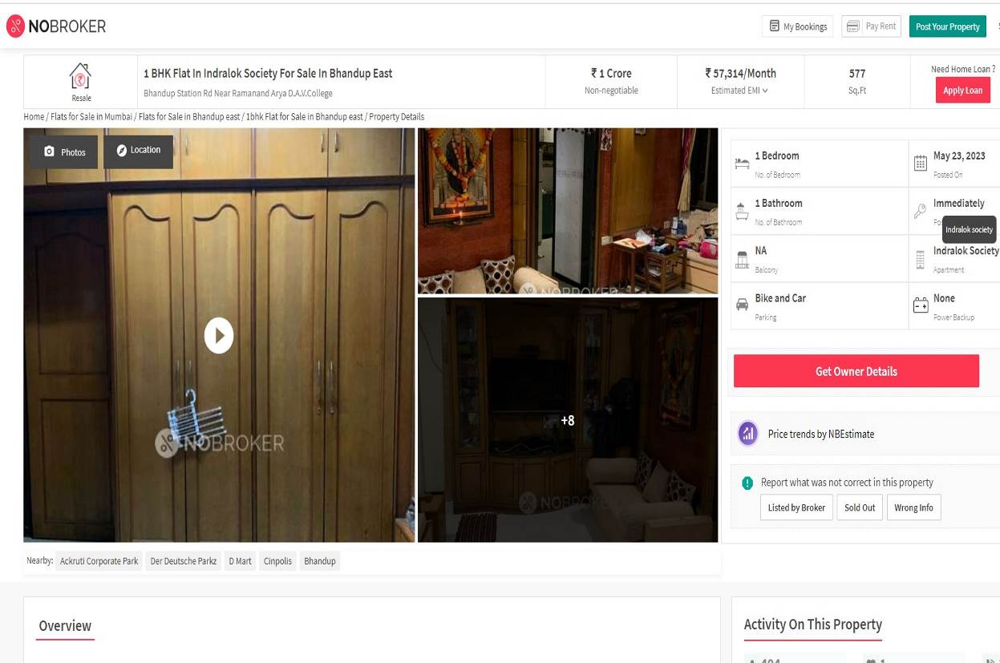 NOBROKER
My Bookings
Pay Rent
Post Your Property
Resale
1 BHK Flat In Indralok Society For Sale In Bhandup East
Bhandup Station Rd Near Ramanand Arya D.A.V.College
₹ 1 Crore
Non-negotiable
₹ 57,314/Month
Estimated EMI
577
Sq.Ft
Need Home Loan ?
Apply Loan
Home / Flats for Sale in Mumbai / Flats for Sale in Bhandup east / 1bhk Flat for Sale in Bhandup east / Property Details
Photos
Location
NOBROKER
NOBROKER
NOBROKER
+8
NOBROKER
1 Bedroom
No. of Bedroom
May 23, 2023
Posted On
1 Bathroom
No. of Bathroom
Immediately
Indralok society
NA
Balcony
Indralok Society
Apartment
Bike and Car
Parking
None
Power Backup
Get Owner Details
Price trends by NBEstimate
Report what was not correct in this property
Listed by Broker
Sold Out
Wrong Info
Nearby:
Ackruti Corporate Park
Der Deutsche Parkz
D Mart
Cinpolis
Bhandup
Overview
Activity On This Property